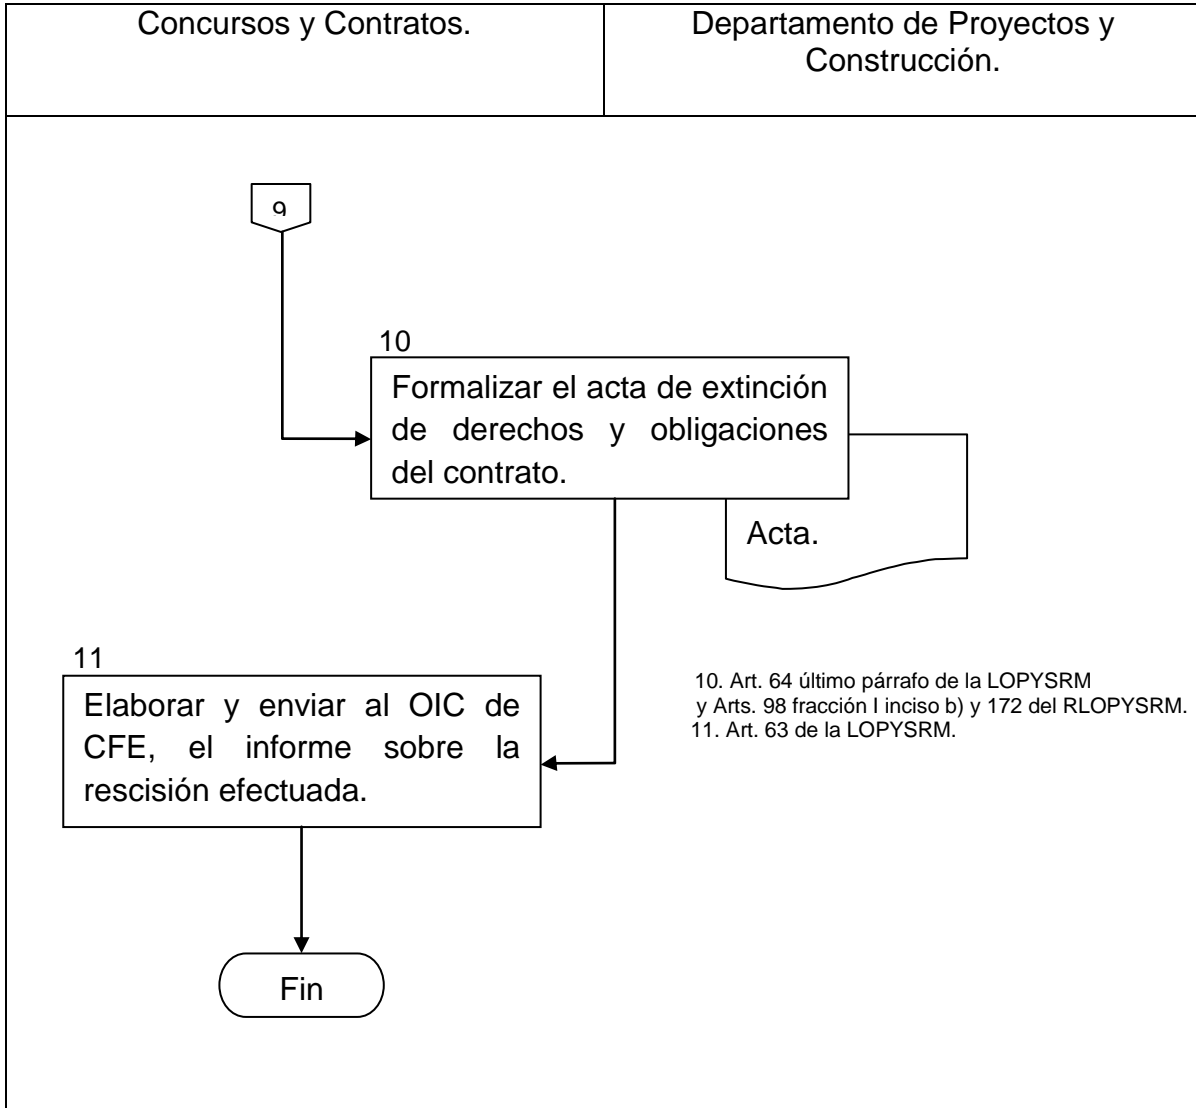 Concursos y Contratos.
Departamento de Proyectos y
Construcción.
9
10
Formalizar el acta de extinción
de derechos y obligaciones
del contrato.
Acta.
11
Elaborar y enviar al OIC de
CFE, el informe sobre la
rescisión efectuada.
10. Art. 64 último párrafo de la LOPYSRM
y Arts. 98 fracción I inciso b) y 172 del RLOPYSRM.
11. Art. 63 de la LOPYSRM.
Fin